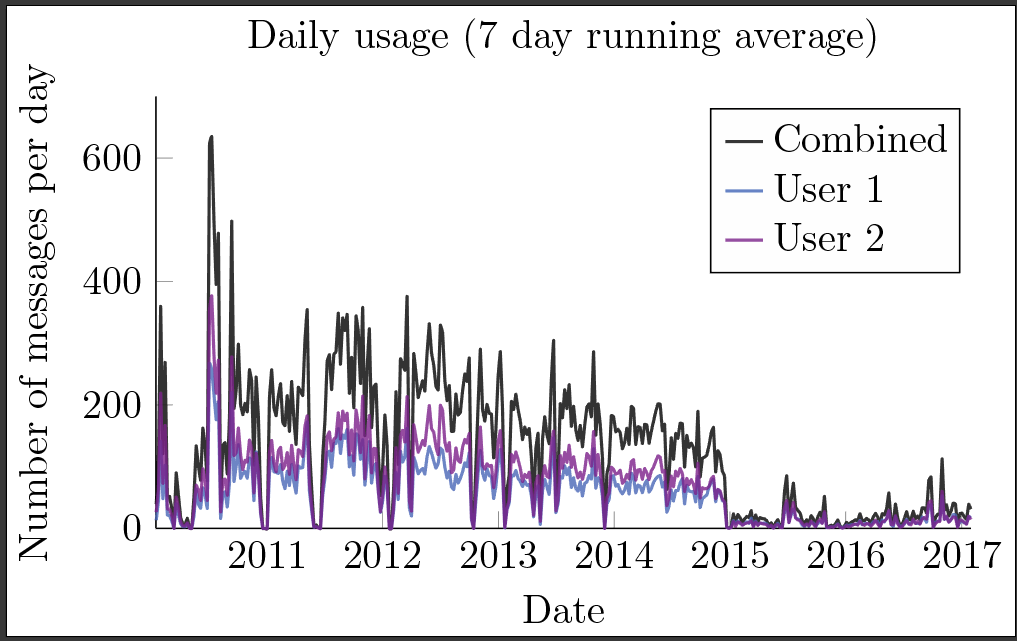 Daily usage (7 day running average)
Number of messages per day
600
400
200
0
Combined
User 1
User 2
2011 2012 2013 2014 2015 2016 2017
Date